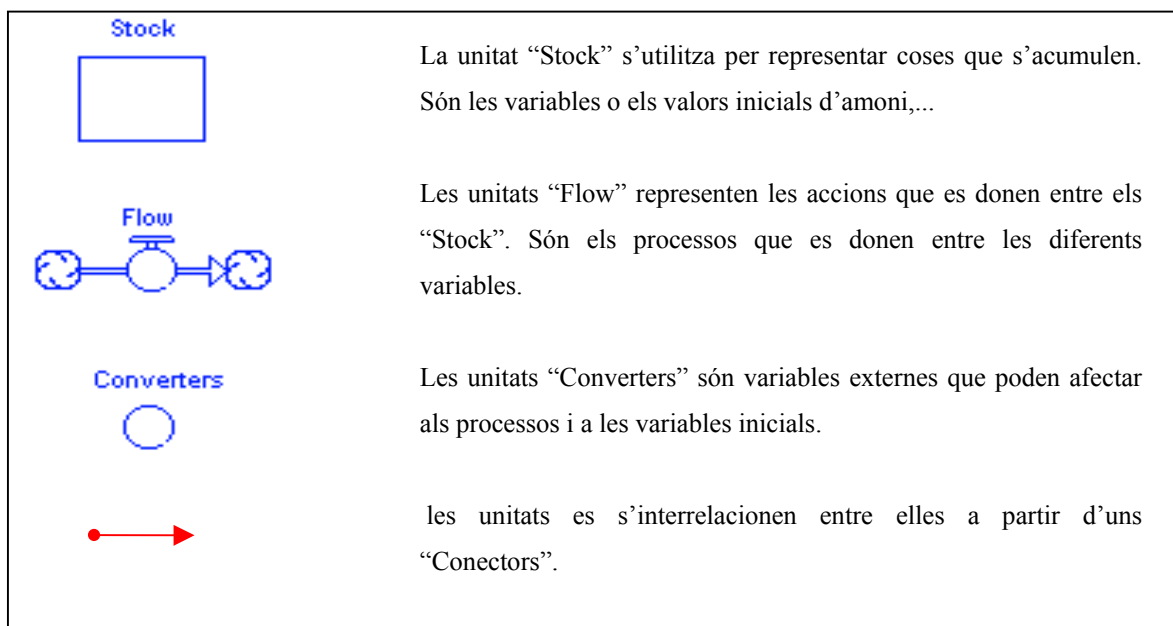 Stock
La unitat “Stock” s’utilitza per representar coses que s’acumulen.
Són les variables o els valors inicials d’amoni,...
Flow
Les unitats “Flow” representen les accions que es donen entre els
“Stock”. Són els processos que es donen entre les diferents
variables.
Converters
Les unitats “Converters” són variables externes que poden afectar
als processos i a les variables inicials.
les unitats es s’interrelacionen entre elles a partir d’uns
“Conectors”.